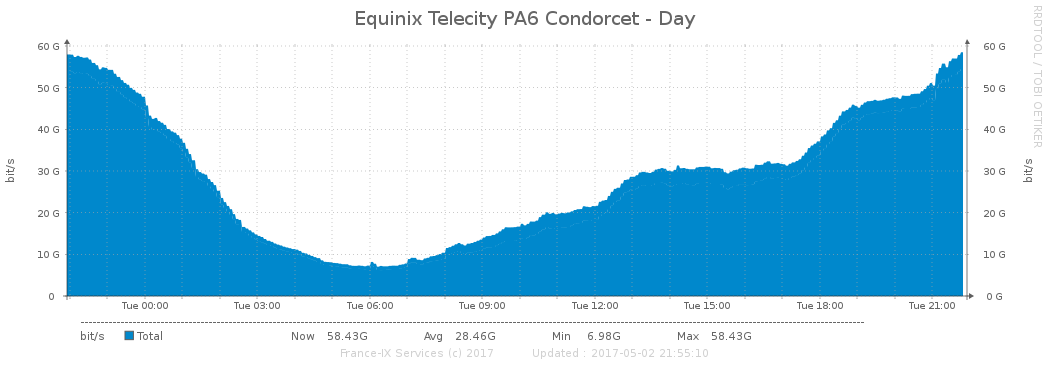 Equinix Telecity PA6 Condorcet - Day
RRDTOOL / TOBI OETIKER
60 G 60 G
50 G 50 G
40 G 40 G
30 G 30 G
20 G 20 G
10 G 10 G
0 0 G
bit/s bit/s
Tue 00:00 Tue 03:00 Tue 06:00 Tue 09:00 Tue 12:00 Tue 15:00 Tue 18:00 Tue 21:00
bit/s Total Now 58.43G Avg 28.46G Min 6.98G Max 58.43G
France-IX Services (c) 2017 Updated : 2017-05-02 21:55:10